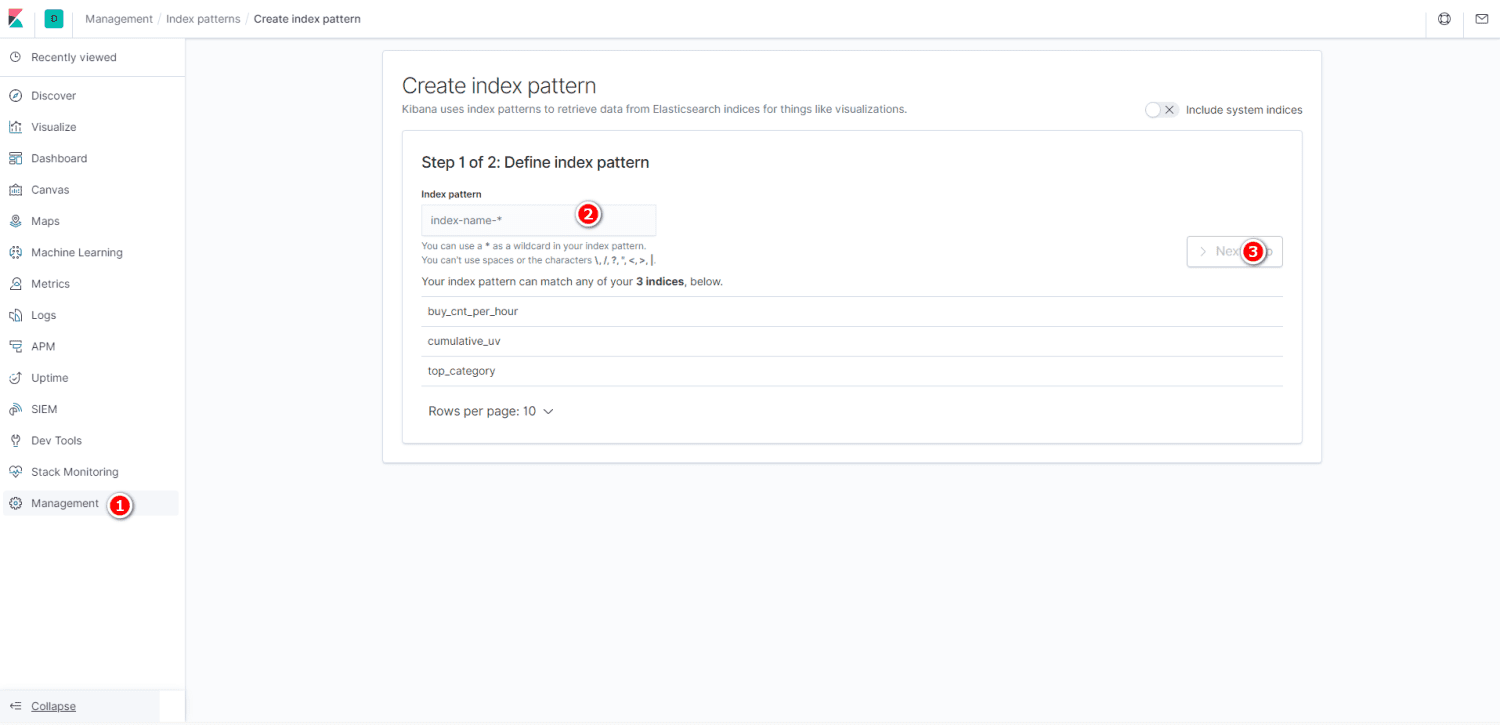 D
Management / Index patterns / Create index pattern
Recently viewed
Discover
Visualize
Dashboard
Canvas
Maps
Machine Learning
Metrics
Logs
APM
Uptime
SIEM
Dev Tools
Stack Monitoring
Management 1
Collapse
Create index pattern
Kibana uses index patterns to retrieve data from Elasticsearch indices for things like visualizations.
Include system indices
Step 1 of 2: Define index pattern
Index pattern
index-name-* 2
You can use a * as a wildcard in your index pattern.
You can't use spaces or the characters \, /, ?, ", <, >, |.
3
Your index pattern can match any of your 3 indices, below.
buy_cnt_per_hour
cumulative_uv
top_category
Rows per page: 10